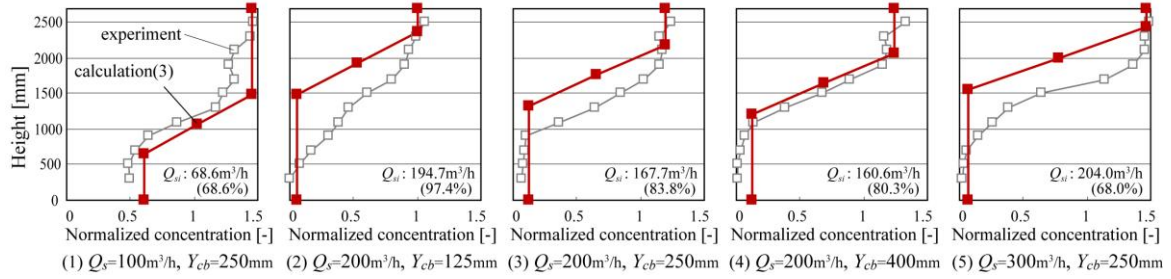 Height [mm]
2500
2000
1500
1000
500
0
experiment
calculation(3)
Qsi : 68.6m³/h
(68.6%)
0 0.5 1.0 1.5
Normalized concentration [-]
(1) Qs=100m³/h, Ycb=250mm
Qsi : 194.7m³/h
(97.4%)
0 0.5 1.0 1.5
Normalized concentration [-]
(2) Qs=200m³/h, Ycb=125mm
Qsi : 167.7m³/h
(83.8%)
0 0.5 1.0 1.5
Normalized concentration [-]
(3) Qs=200m³/h, Ycb=250mm
Qsi : 160.6m³/h
(80.3%)
0 0.5 1.0 1.5
Normalized concentration [-]
(4) Qs=200m³/h, Ycb=400mm
Qsi : 204.0m³/h
(68.0%)
0 0.5 1.0 1.5
Normalized concentration [-]
(5) Qs=300m³/h, Ycb=250mm